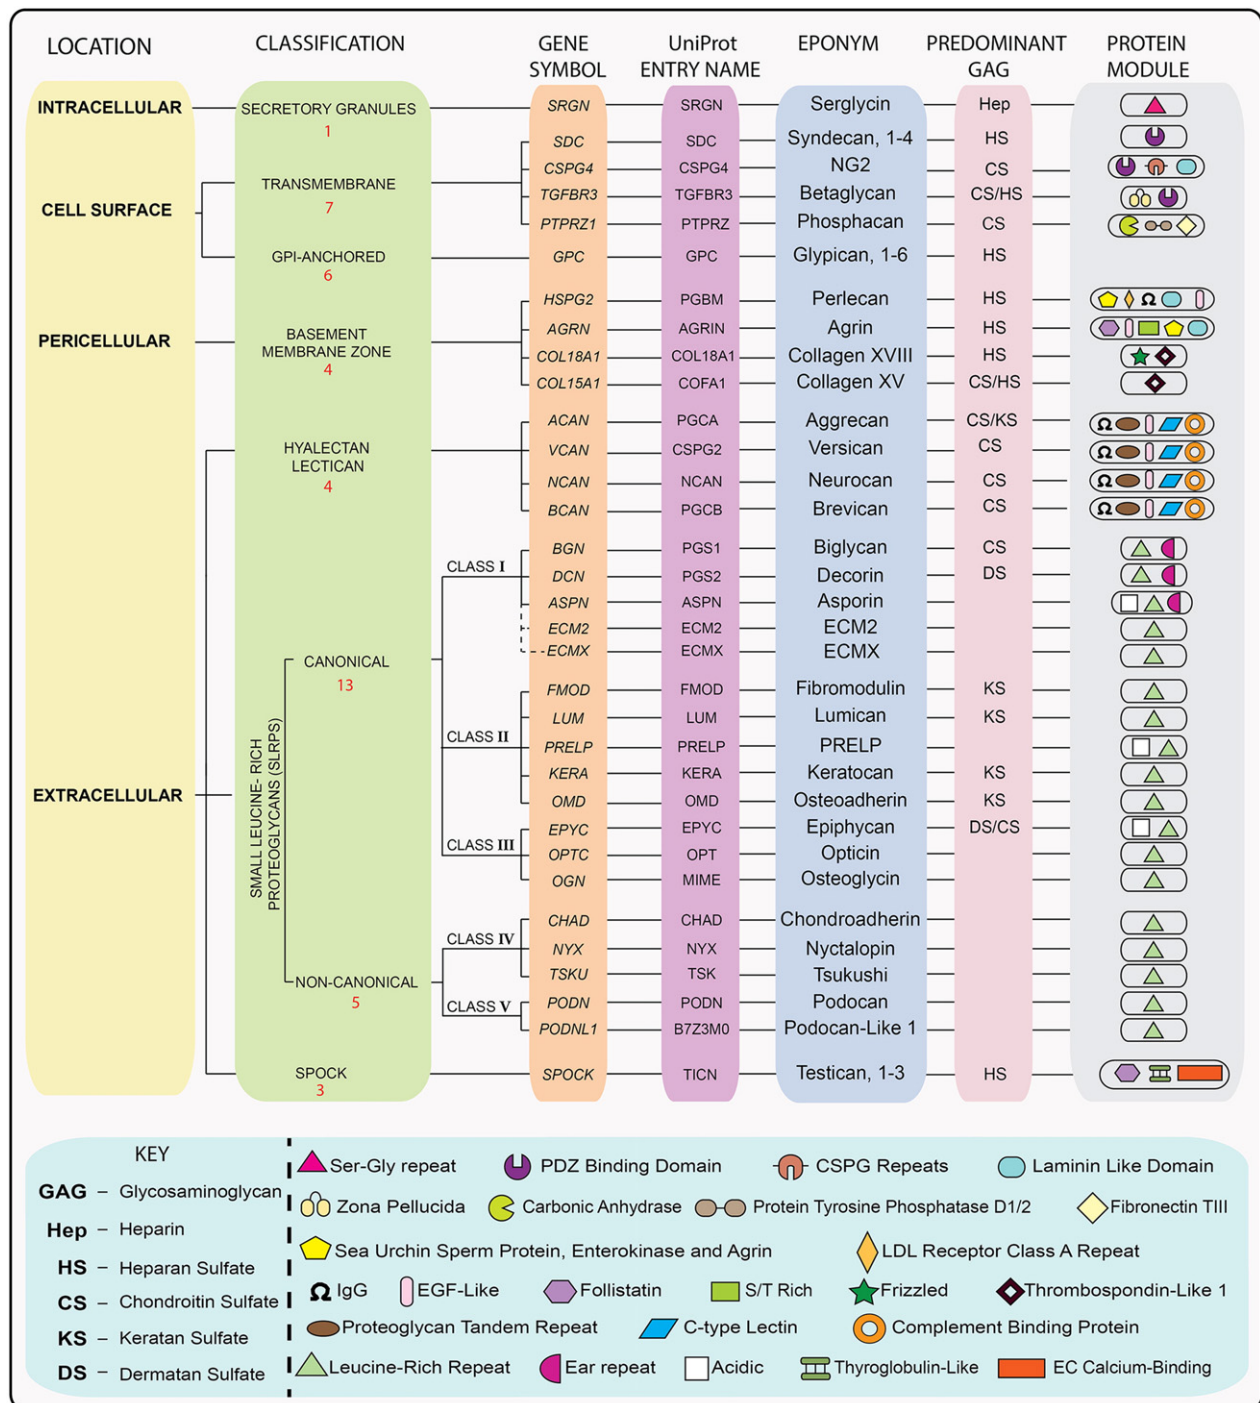 LOCATION CLASSIFICATION GENE SYMBOL UniProt ENTRY NAME EPONYM PREDOMINANT GAG PROTEIN MODULE
INTRACELLULAR SECRETORY GRANULES SRGN SRGN Serglycin Hep
1
SDC SDC Syndecan, 1-4 HS
CSPG4 CSPG4 NG2 CS
CELL SURFACE TRANSMEMBRANE TGFBR3 TGFBR3 Betaglycan CS/HS
7
PTPRZ1 PTPRZ Phosphacan CS
GPI-ANCHORED GPC GPC Glypican, 1-6 HS
6
HSPG2 PGBM Perlecan HS
PERICELLULAR BASEMENT MEMBRANE ZONE AGRN AGRIN Agrin HS
4
COL18A1 COL18A1 Collagen XVIII HS
COL15A1 COFA1 Collagen XV CS/HS
ACAN PGCA Aggrecan CS/KS Ω
HYALECTAN LECTICAN VCAN CSPG2 Versican CS Ω
4
NCAN NCAN Neurocan CS Ω
BCAN PGCB Brevican CS Ω
EXTRACELLULAR
SMALL LEUCINE- RICH
PROTEOGLYCANS (SLRPS)
CANONICAL
13
CLASS I
BGN PGS1 Biglycan CS
DCN PGS2 Decorin DS
ASPN ASPN Asporin
ECM2 ECM2 ECM2
ECMX ECMX ECMX
CLASS II
FMOD FMOD Fibromodulin KS
LUM LUM Lumican KS
PRELP PRELP PRELP
KERA KERA Keratocan KS
OMD OMD Osteoadherin KS
CLASS III
EPYC EPYC Epiphycan DS/CS
OPTC OPT Opticin
OGN MIME Osteoglycin
NON-CANONICAL
5
CLASS IV
CHAD CHAD Chondroadherin
NYX NYX Nyctalopin
TSKU TSK Tsukushi
CLASS V
PODN PODN Podocan
PODNL1 B7Z3M0 Podocan-Like 1
SPOCK SPOCK TICN Testican, 1-3 HS
3
KEY
GAG – Glycosaminoglycan
Hep – Heparin
HS – Heparan Sulfate
CS – Chondroitin Sulfate
KS – Keratan Sulfate
DS – Dermatan Sulfate
Ser-Gly repeat PDZ Binding Domain CSPG Repeats Laminin Like Domain
Zona Pellucida Carbonic Anhydrase Protein Tyrosine Phosphatase D1/2 Fibronectin TIII
Sea Urchin Sperm Protein, Enterokinase and Agrin LDL Receptor Class A Repeat
Ω IgG EGF-Like Follistatin S/T Rich Frizzled Thrombospondin-Like 1
Proteoglycan Tandem Repeat C-type Lectin Complement Binding Protein
Leucine-Rich Repeat Ear repeat Acidic Thyroglobulin-Like EC Calcium-Binding